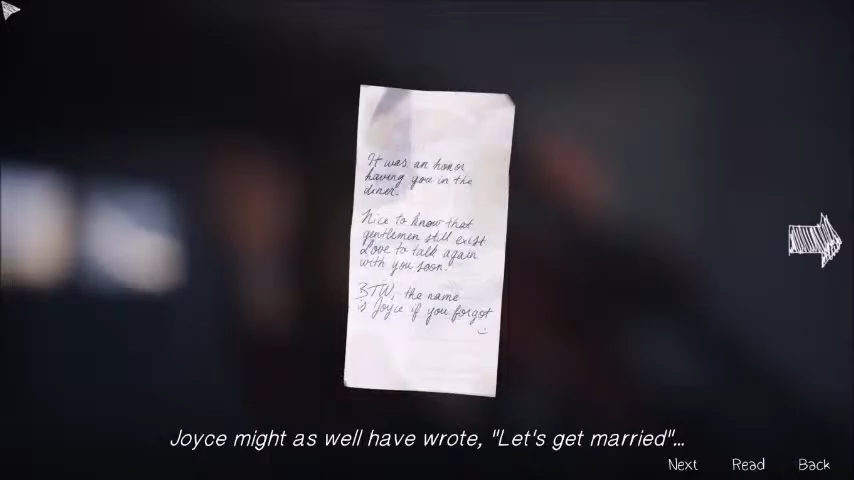 It was an honor
having you in the
diner.
Nice to know that
gentlemen still exist.
Love to talk again
with you soon.
BTW, the name
is Joyce if you forgot
:)
Joyce might as well have wrote, "Let's get married"...
Next Read Back